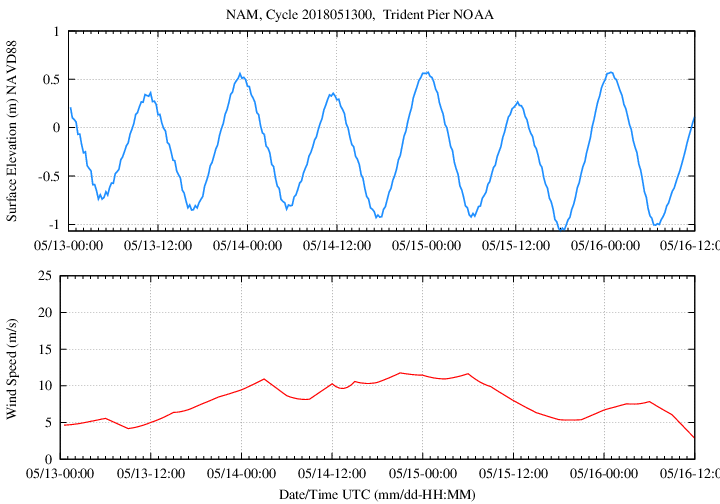 NAM, Cycle 2018051300,  Trident Pier NOAA
Surface Elevation (m) NAVD88
1
0.5
0
-0.5
-1
05/13-00:00 05/13-12:00 05/14-00:00 05/14-12:00 05/15-00:00 05/15-12:00 05/16-00:00 05/16-12:0
Wind Speed (m/s)
25
20
15
10
5
0
05/13-00:00 05/13-12:00 05/14-00:00 05/14-12:00 05/15-00:00 05/15-12:00 05/16-00:00 05/16-12:0
Date/Time UTC (mm/dd-HH:MM)